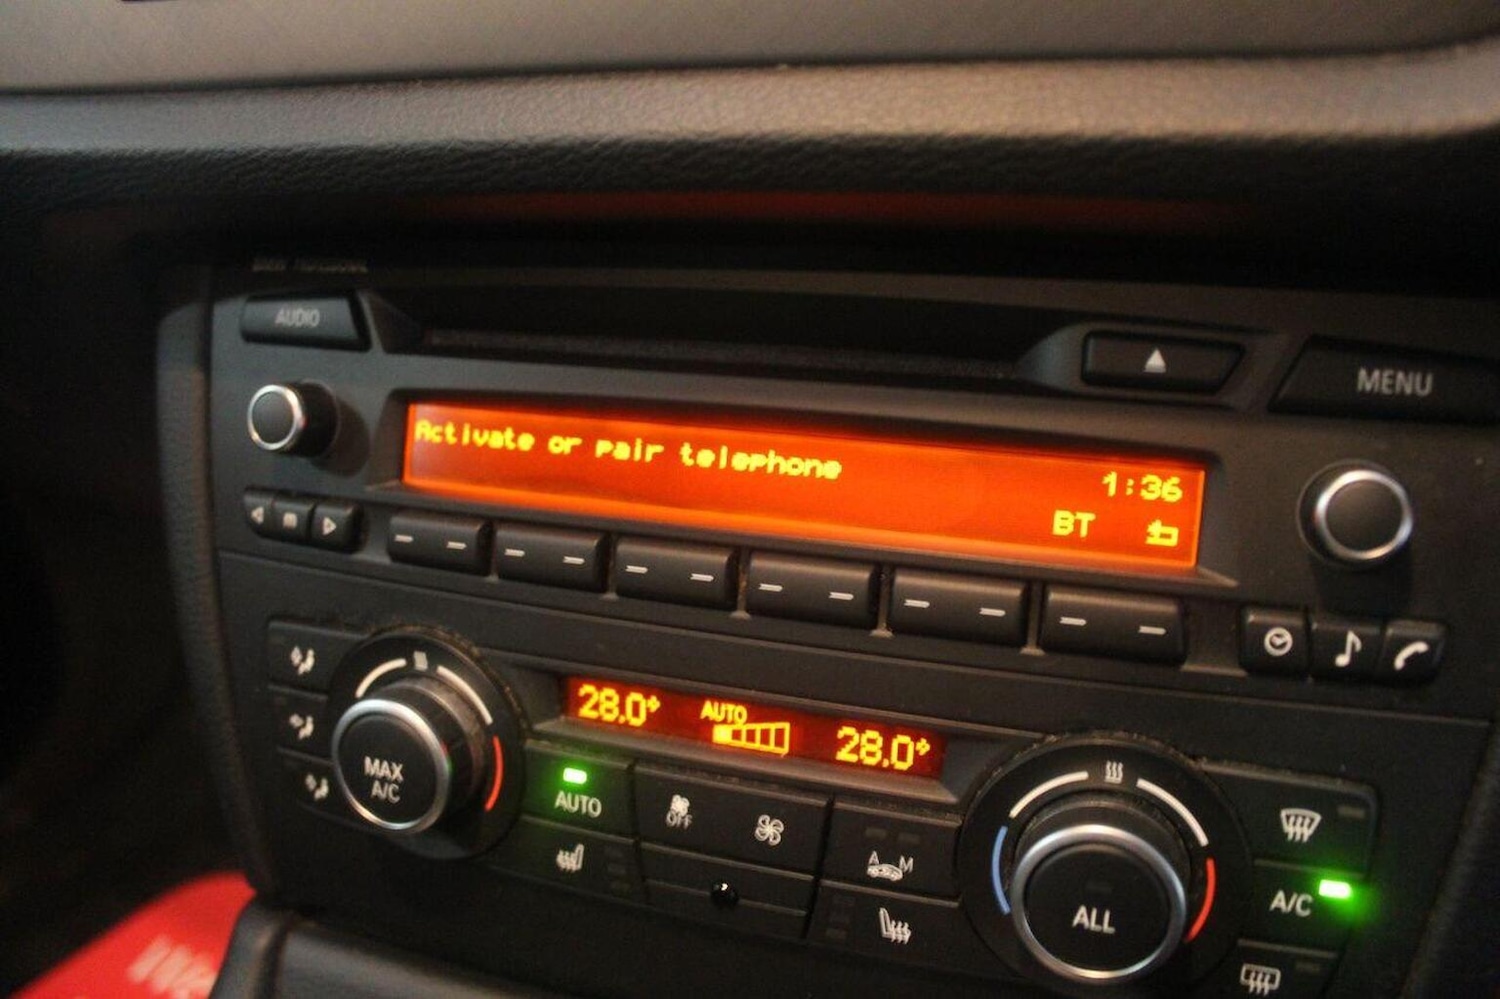 AUDIO
MENU
Activate or pair telephone
1:36
BT
28.0°
AUTO
28.0°
MAX
A/C
AUTO
OFF
A M
ALL
A/C